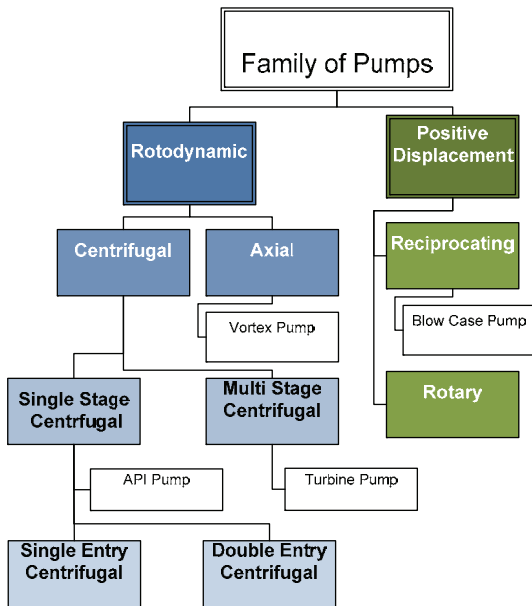 Family of Pumps
Rotodynamic
Positive
Displacement
Centrifugal
Axial
Reciprocating
Vortex Pump
Blow Case Pump
Single Stage
Centrfugal
Multi Stage
Centrifugal
Rotary
API Pump
Turbine Pump
Single Entry
Centrifugal
Double Entry
Centrifugal